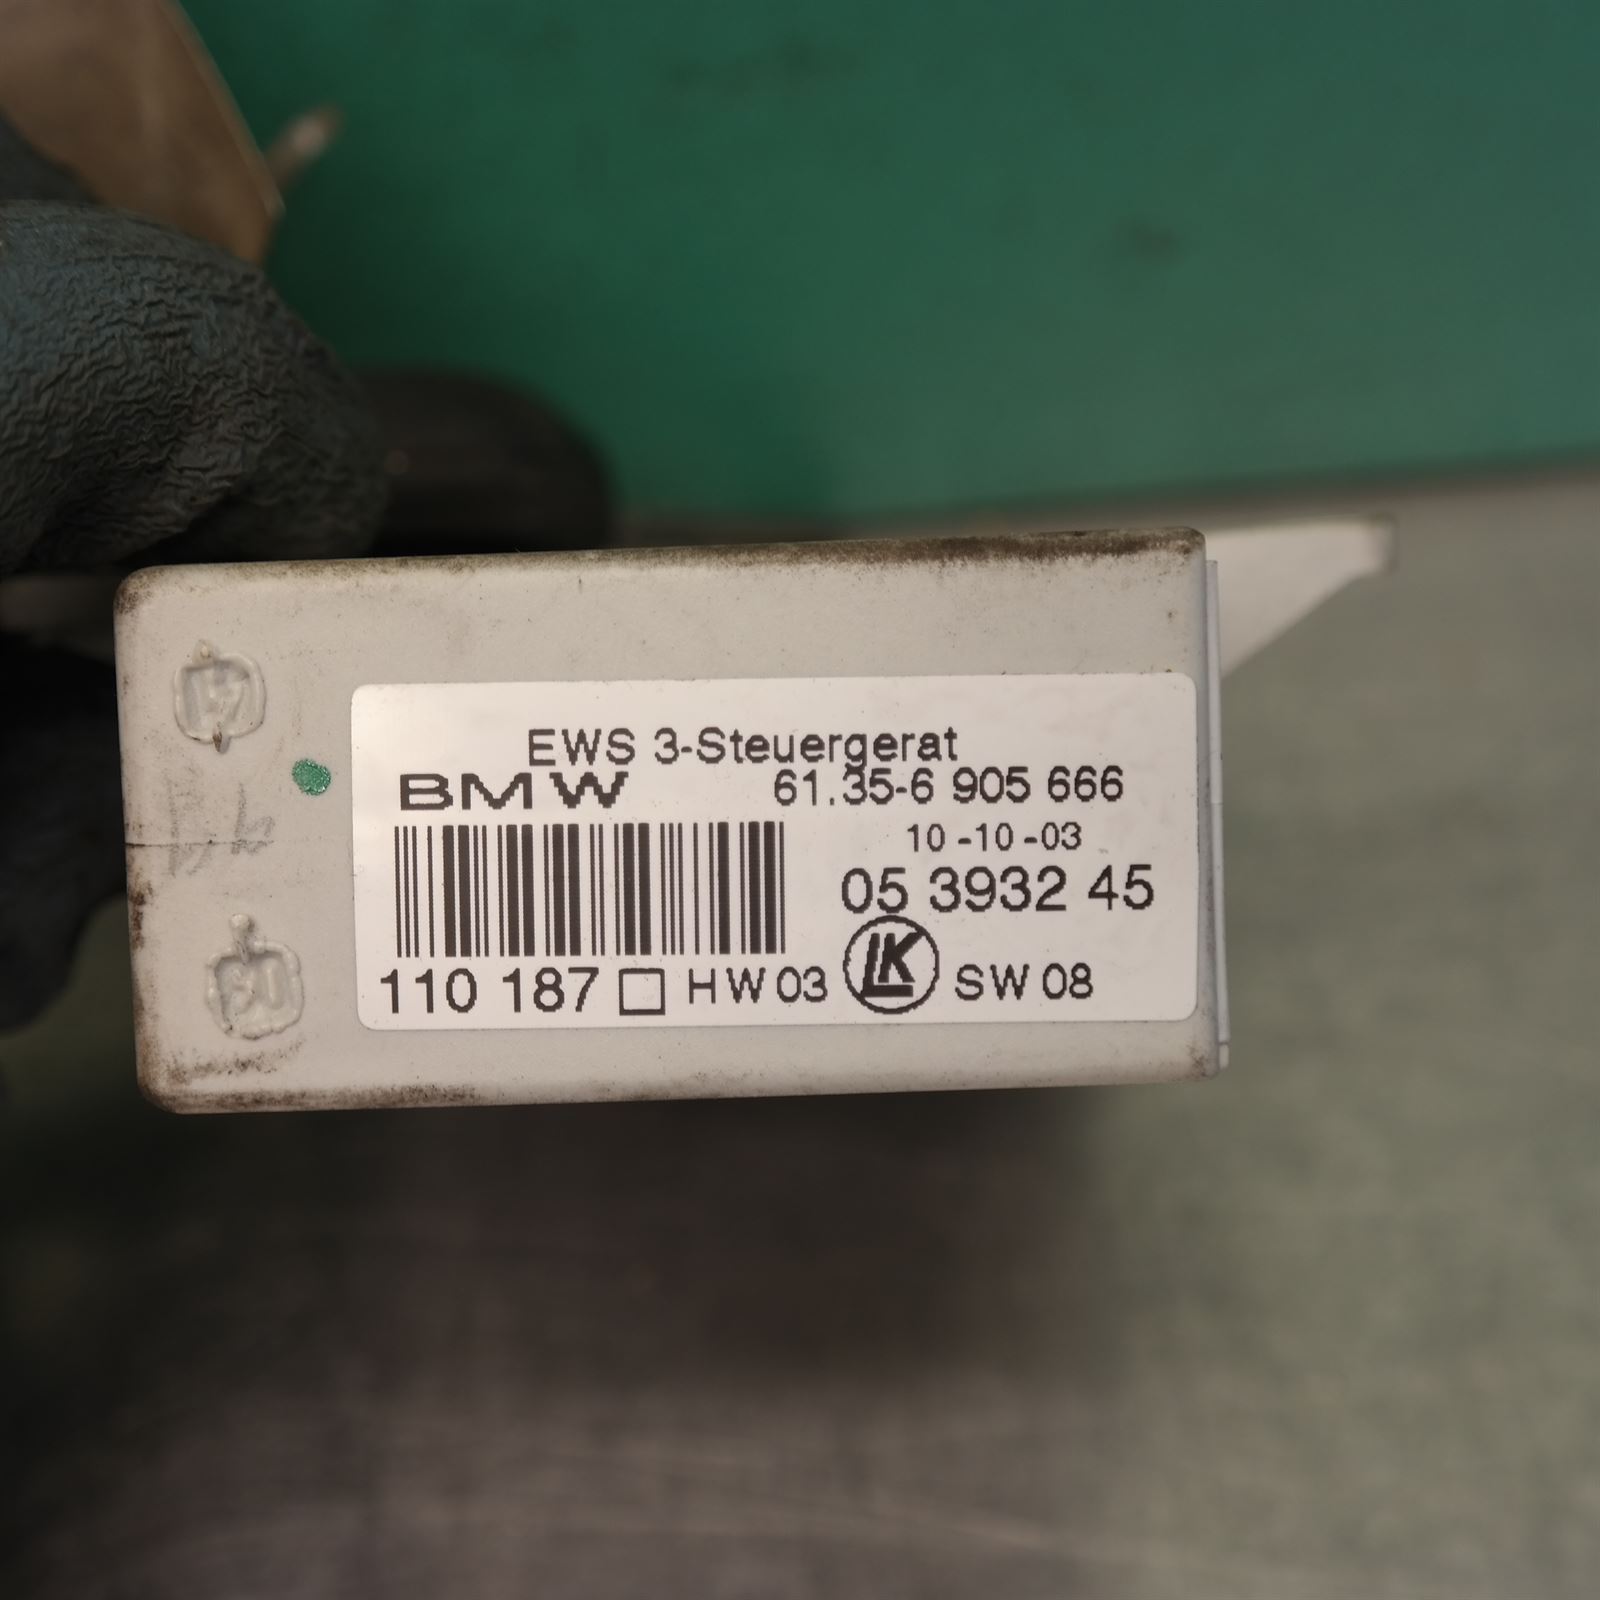 EWS 3-Steuergerat
BMW 61.35-6 905 666
10-10-03
05 3932 45
110 187 □ HW 03 LK SW 08